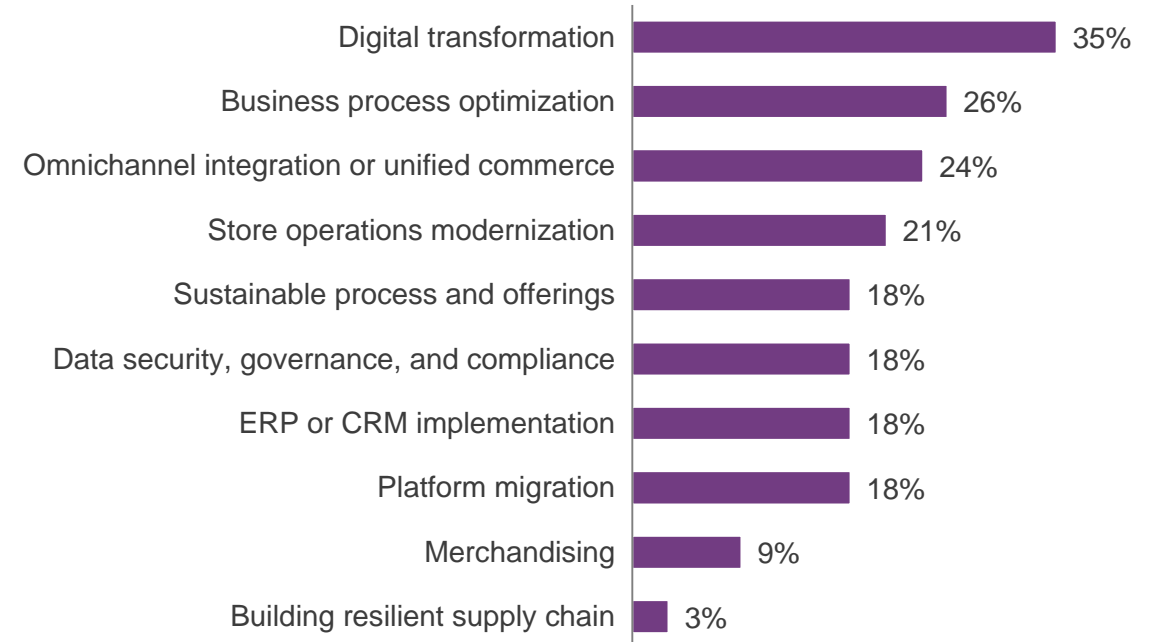 Digital transformation 35%
Business process optimization 26%
Omnichannel integration or unified commerce 24%
Store operations modernization 21%
Sustainable process and offerings 18%
Data security, governance, and compliance 18%
ERP or CRM implementation 18%
Platform migration 18%
Merchandising 9%
Building resilient supply chain 3%